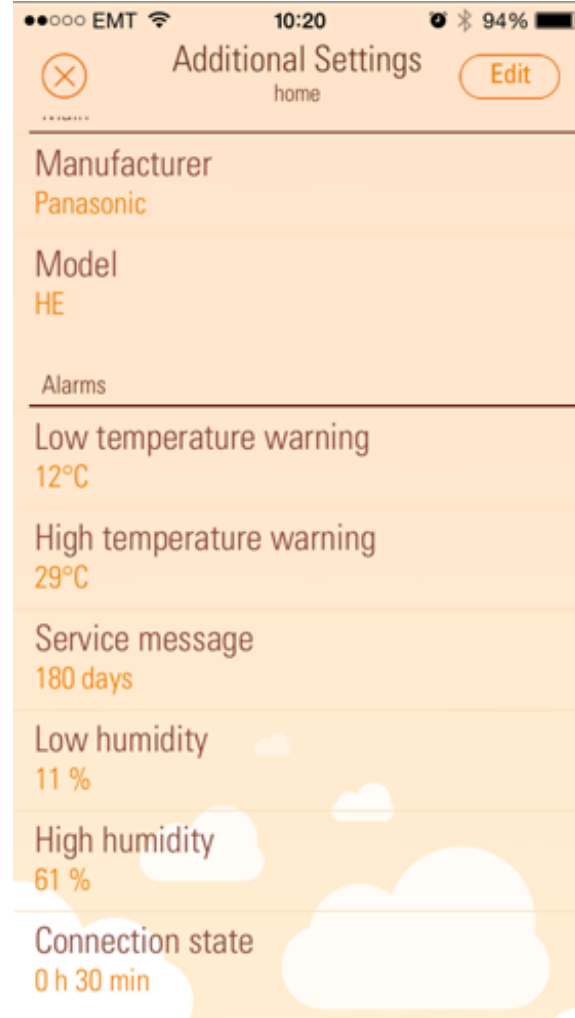 EMT 10:20 94%
Additional Settings
home
Edit
Manufacturer
Panasonic
Model
HE
Alarms
Low temperature warning
12°C
High temperature warning
29°C
Service message
180 days
Low humidity
11 %
High humidity
61 %
Connection state
0 h 30 min